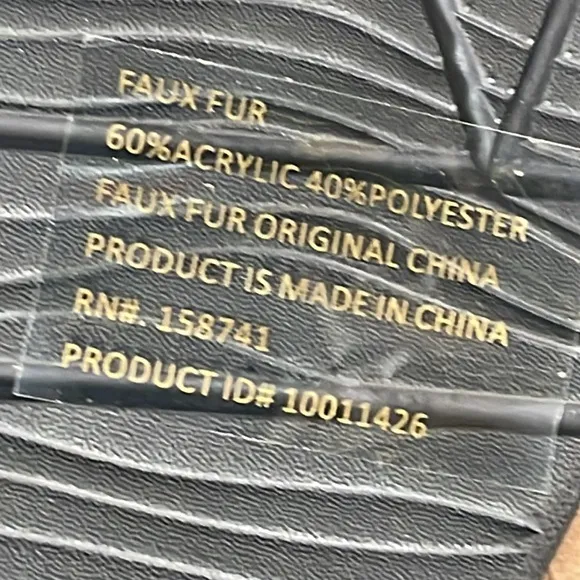 FAUX FUR
60%ACRYLIC 40%POLYESTER
FAUX FUR ORIGINAL CHINA
PRODUCT IS MADE IN CHINA
RN#. 158741
PRODUCT ID# 10011426